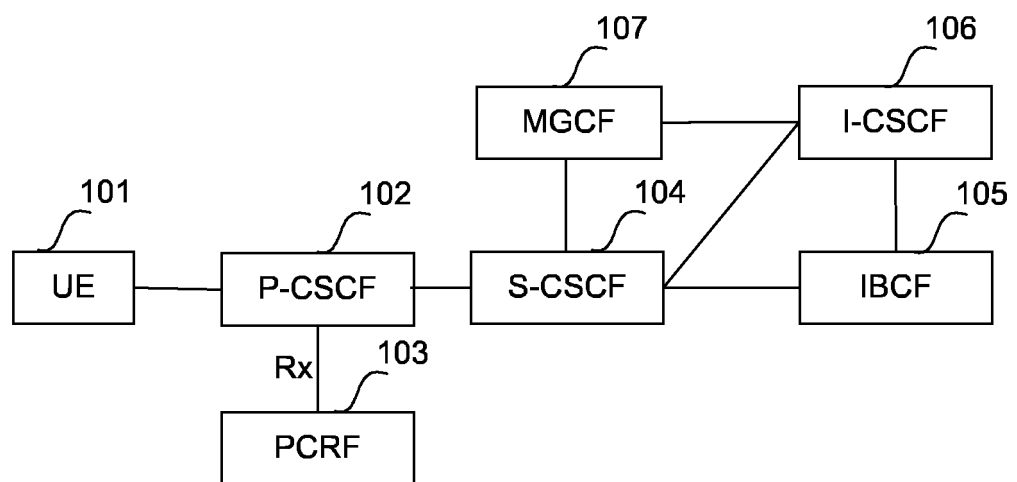 107
106
MGCF
I-CSCF
101
102
104
105
UE
P-CSCF
S-CSCF
IBCF
Rx
103
PCRF